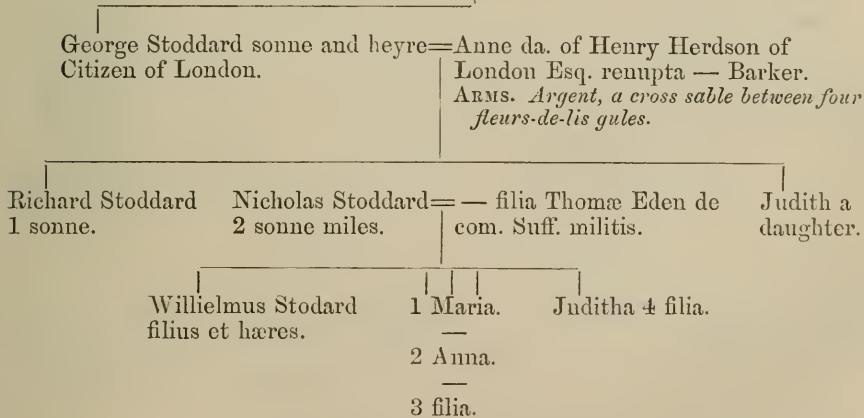 George Stoddard sonne and heyre=Anne da. of Henry Herdson of
Citizen of London.
London Esq. renupta — Barker.
ARMS. Argent, a cross sable between four
fleurs-de-lis gules.
Richard Stoddard
1 sonne.
Nicholas Stoddard= — filia Thomæ Eden de
2 sonne miles.
com. Suff. militis.
Judith a
daughter.
Willielmus Stodard
filius et hæres.
1 Maria.
—
2 Anna.
—
3 filia.
Juditha 4 filia.